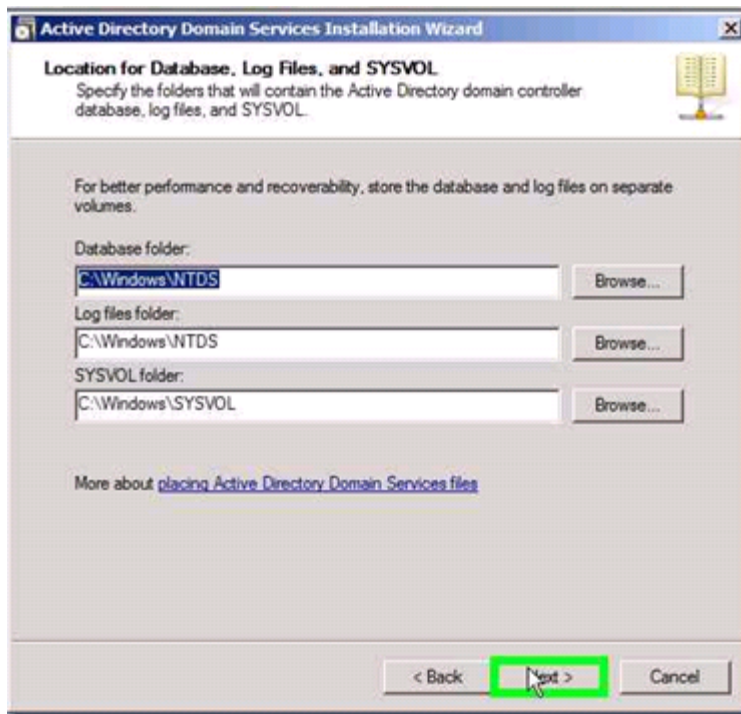 Active Directory Domain Services Installation Wizard
Location for Database, Log Files, and SYSVOL
Specify the folders that will contain the Active Directory domain controller
database, log files, and SYSVOL.
For better performance and recoverability, store the database and log files on separate
volumes.
Database folder:
C:\Windows\NTDS
Browse...
Log files folder:
C:\Windows\NTDS
Browse...
SYSVOL folder:
C:\Windows\SYSVOL
Browse...
More about placing Active Directory Domain Services files
< Back Next > Cancel